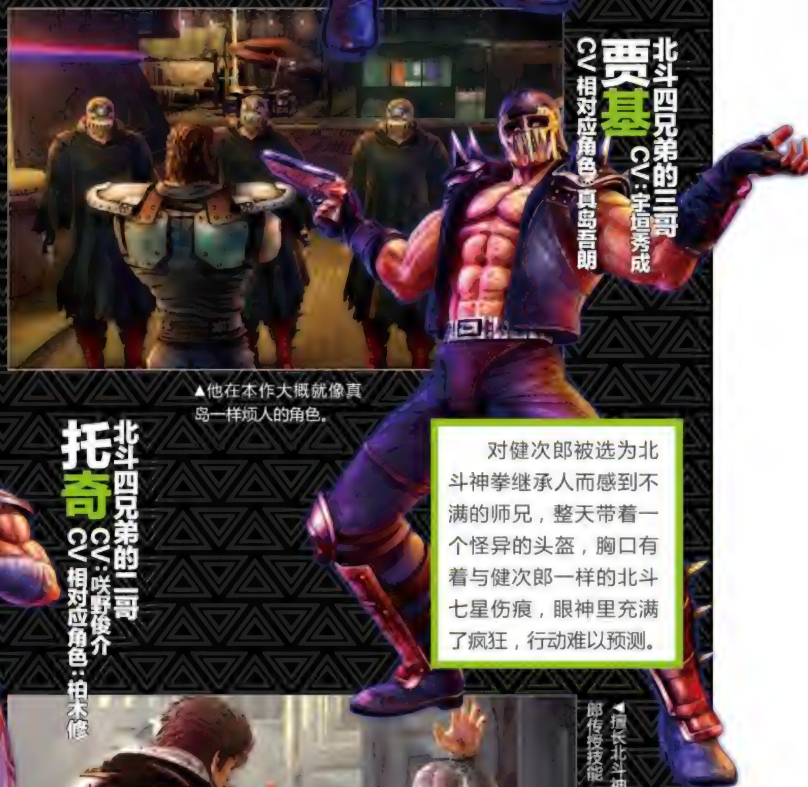 北斗四兄弟的三哥
贾基 CV:宇垣秀成
CV 相对应角色:真岛吾朗
▲他在本作大概就像真
岛一样烦人的角色。
对健次郎被选为北
斗神拳继承人而感到不
满的师兄，整天带着一
个怪异的头盔，胸口有
着与健次郎一样的北斗
七星伤痕，眼神里充满
了疯狂，行动难以预测。
北斗四兄弟的二哥
托奇 CV:咲野俊介
CV 相对应角色:柏木修
◀擅长北斗神
郎传授技能